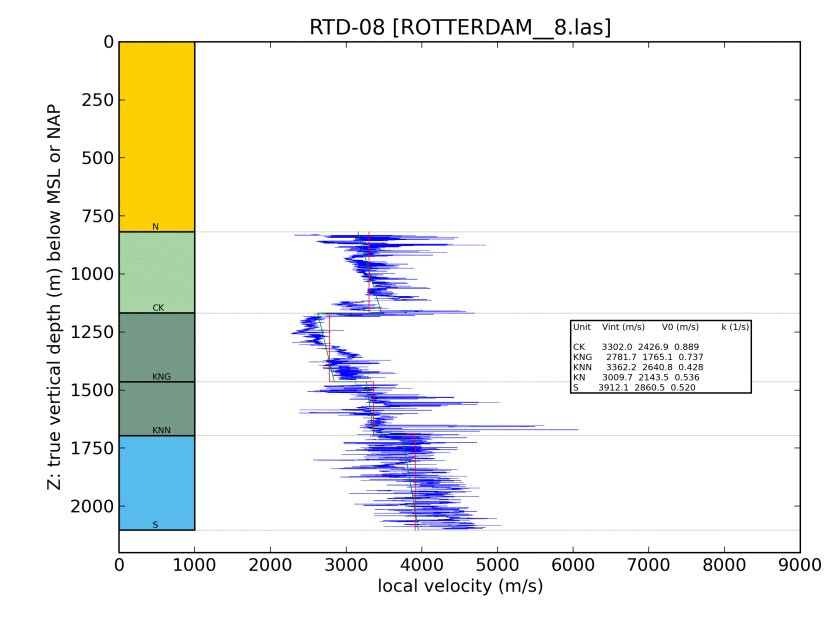 RTD-08 [ROTTERDAM__8.las]
0
250
500
750
1000
1250
1500
1750
2000
Z: true vertical depth (m) below MSL or NAP
N
CK
KNG
KNN
S
Unit Vint (m/s) V0 (m/s) k (1/s)
CK 3302.0 2426.9 0.889
KNG 2781.7 1765.1 0.737
KNN 3362.2 2640.8 0.428
KN 3009.7 2143.5 0.536
S 3912.1 2860.5 0.520
0 1000 2000 3000 4000 5000 6000 7000 8000 9000
local velocity (m/s)